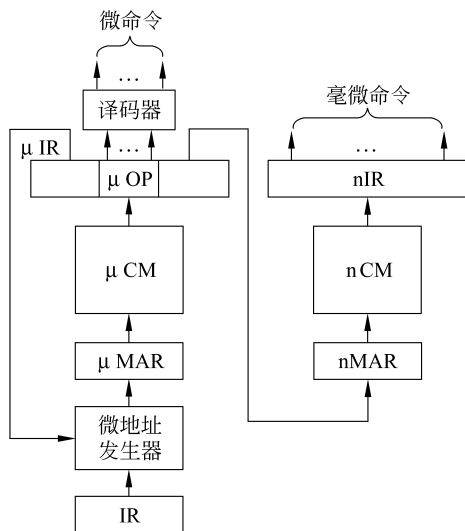 微命令
…
译码器
…
μ IR
μ OP
μ CM
μ MAR
微地址
发生器
IR
毫微命令
…
nIR
nCM
nMAR